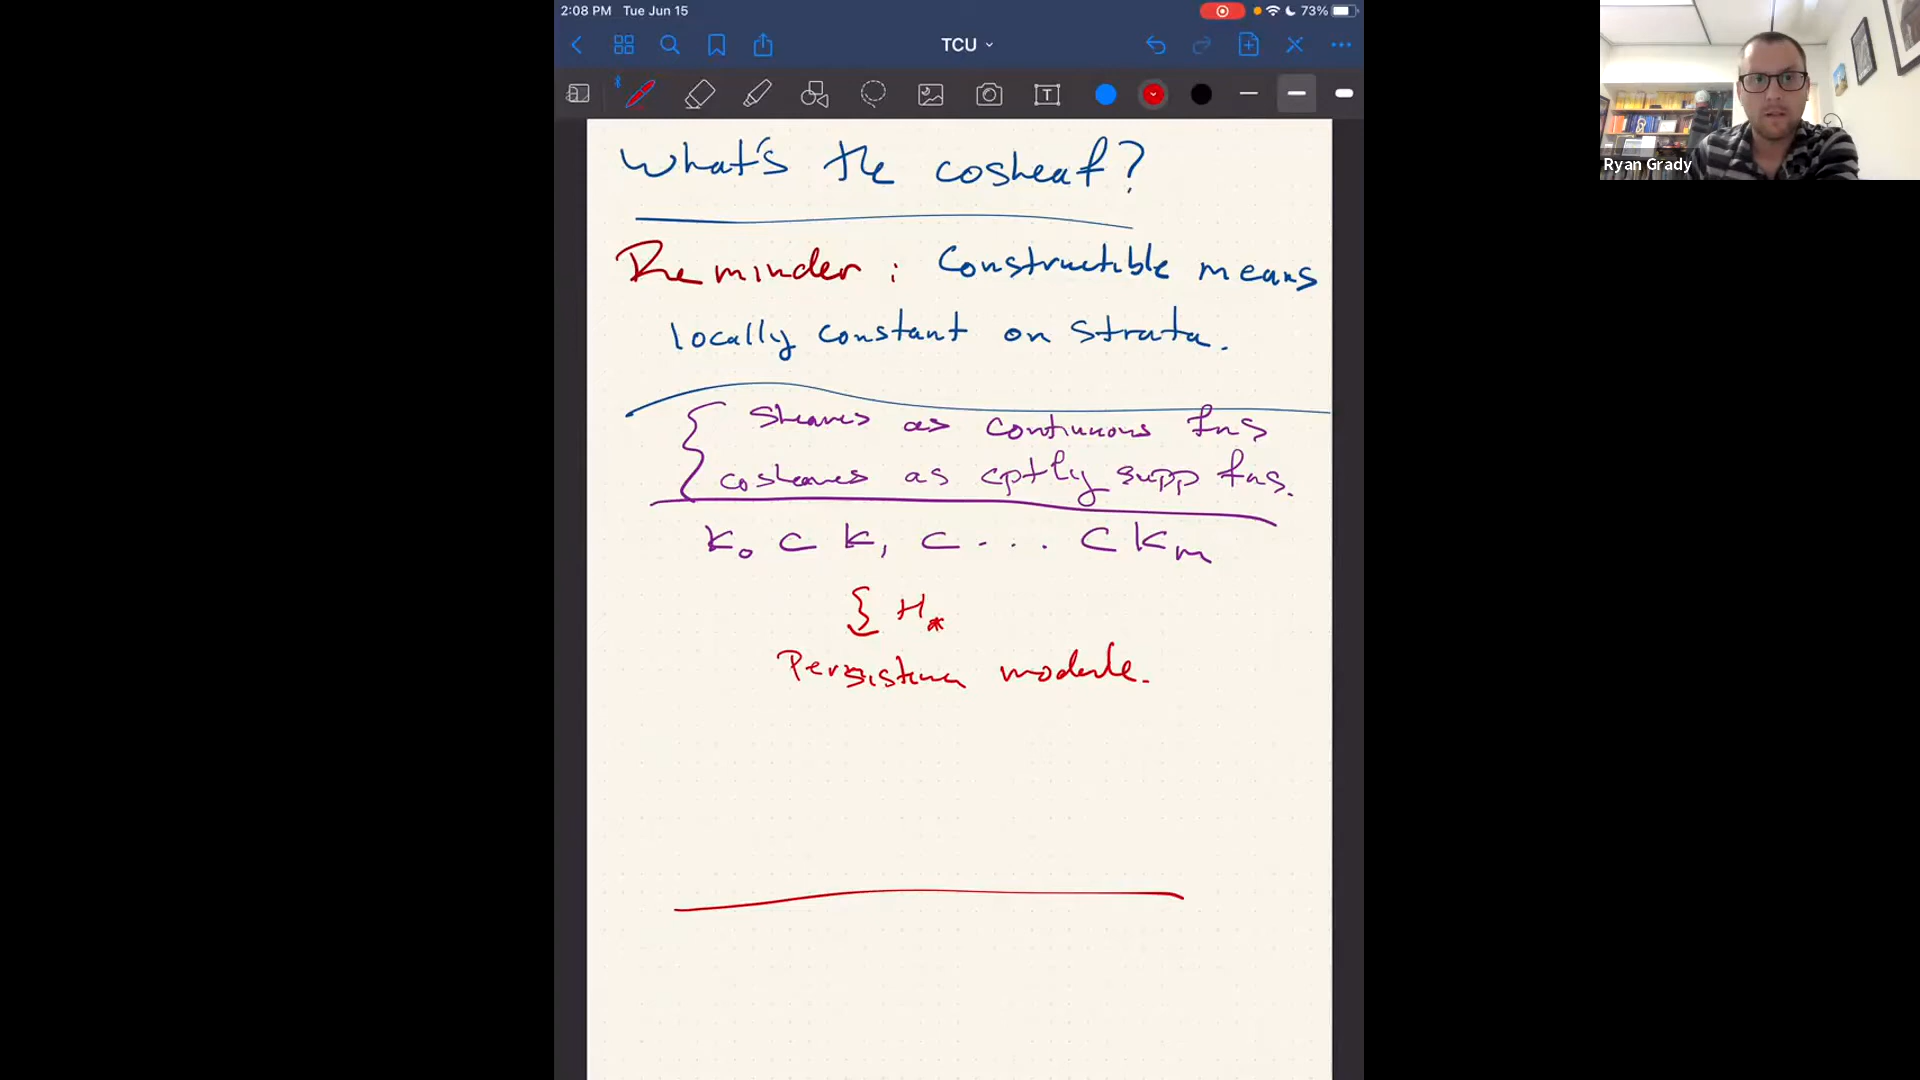 2:08 PM Tue Jun 15
73%
TCU
T
What's the cosheaf?
Reminder: Constructible means
locally constant on strata.
Sheaves as continuous fns
cosheaves as cptly supp fns.
K₀ ⊂ K₁ ⊂ ... ⊂ Kₘ
H_*
Persistence module.
Ryan Grady